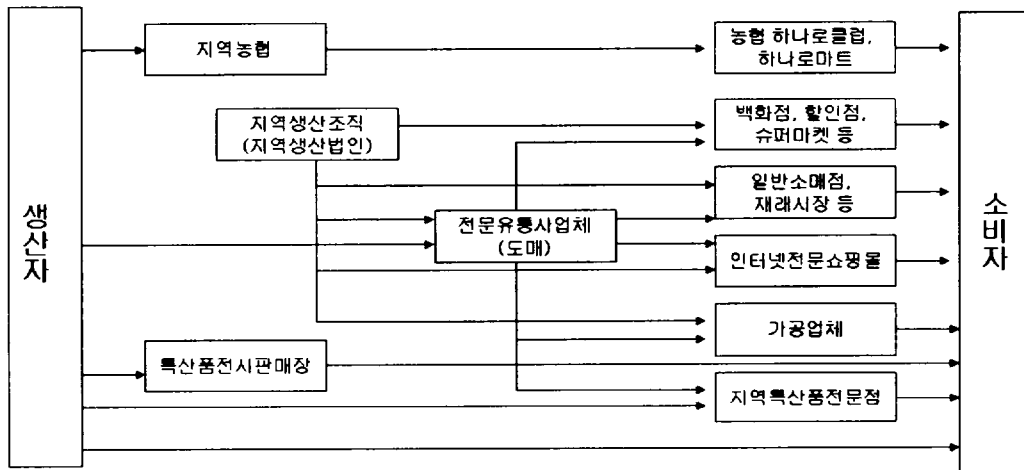 생산자
지역농협
농협 하나로클럽,
하나로마트
지역생산조직
(지역생산법인)
백화점, 할인점,
슈퍼마켓 등
일반소매점,
재래시장 등
전문유통사업체
(도매)
인터넷전문쇼핑몰
가공업체
특산품전시판매장
지역특산품전문점
소비자